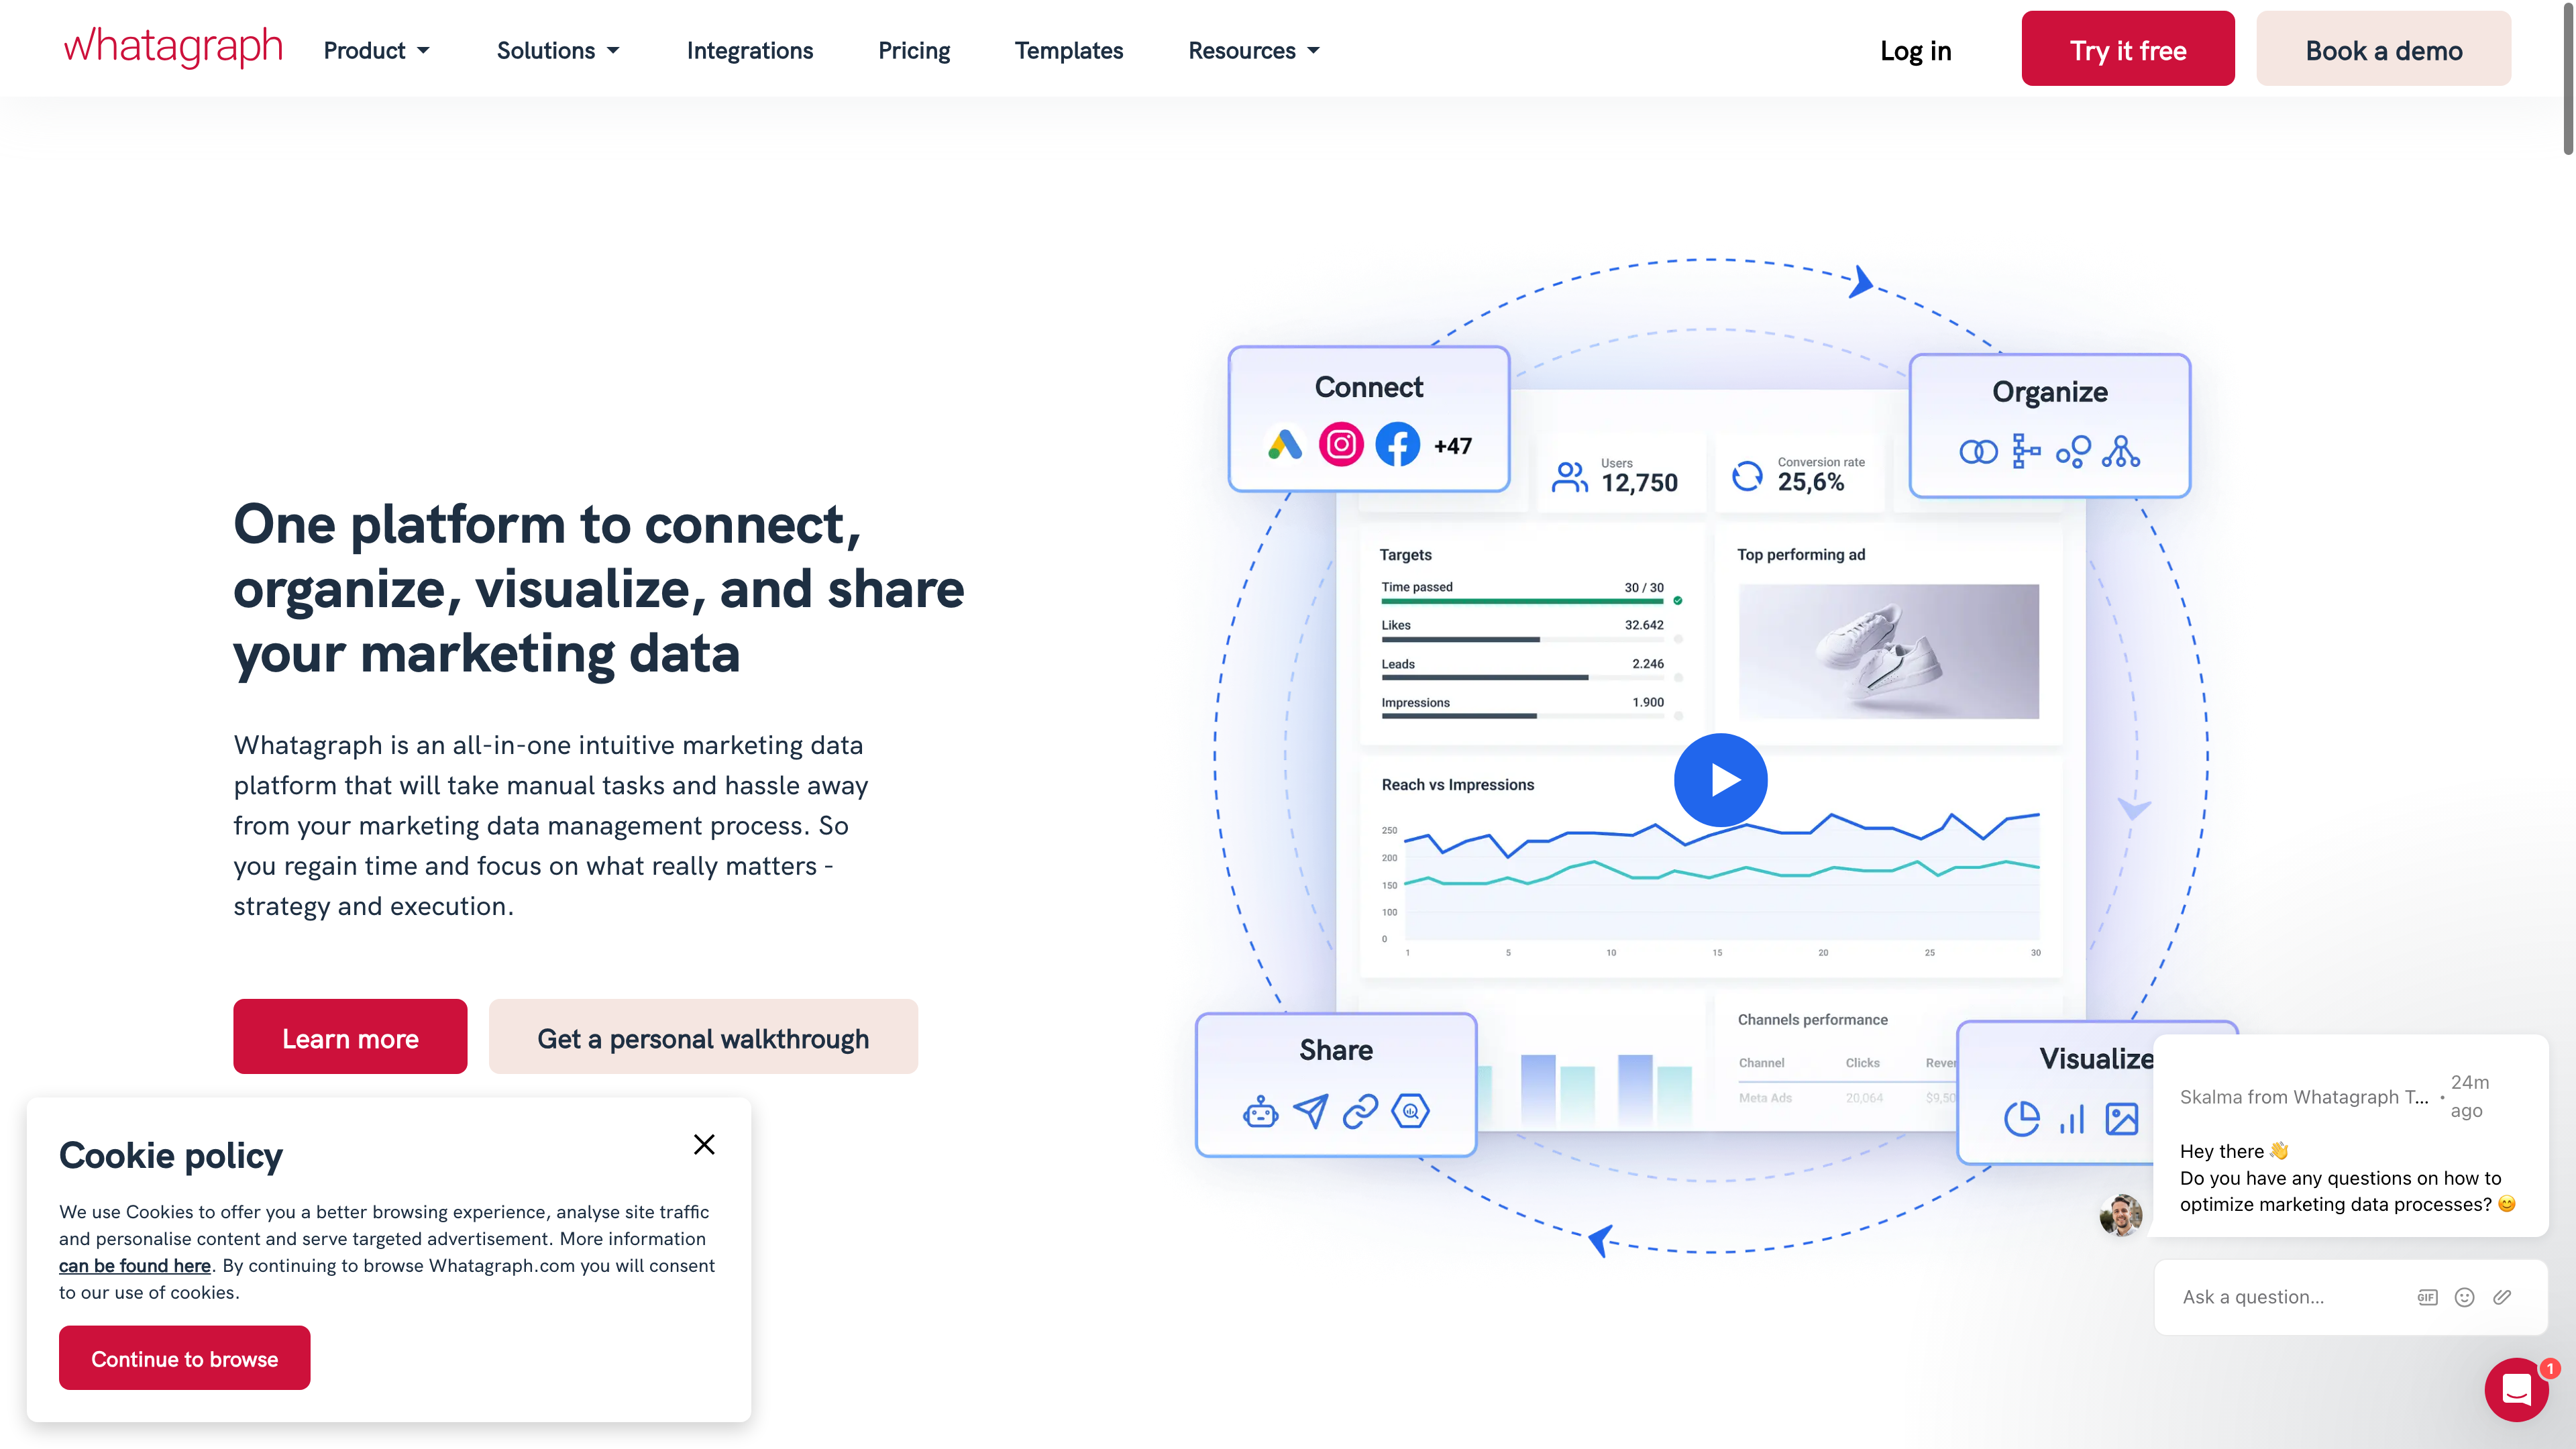 whatagraph
Product
Solutions
Integrations
Pricing
Templates
Resources
Log in
Try it free
Book a demo
One platform to connect,
organize, visualize, and share
your marketing data
Whatagraph is an all-in-one intuitive marketing data
platform that will take manual tasks and hassle away
from your marketing data management process. So
you regain time and focus on what really matters -
strategy and execution.
Learn more
Get a personal walkthrough
Connect
+47
Organize
Users
12,750
Conversion rate
25,6%
Targets
Time passed 30 / 30
Likes 32.642
Leads 2.246
Impressions 1.900
Top performing ad
Reach vs Impressions
250
200
150
100
0
1 5 10 15 20 25 30
Share
Channels performance
Channel Clicks Rever
Meta Ads 20,064 $9,50
Visualize
Cookie policy
We use Cookies to offer you a better browsing experience, analyse site traffic
and personalise content and serve targeted advertisement. More information
can be found here. By continuing to browse Whatagraph.com you will consent
to our use of cookies.
Continue to browse
Skalma from Whatagraph T... • 24m
ago
Hey there 👋
Do you have any questions on how to
optimize marketing data processes? 😊
Ask a question...
GIF
1